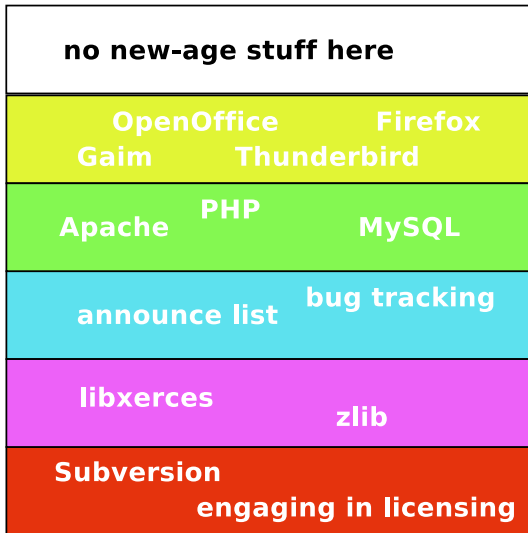 no new-age stuff here
OpenOffice Firefox
Gaim Thunderbird
PHP
Apache MySQL
bug tracking
announce list
libxerces
zlib
Subversion
engaging in licensing